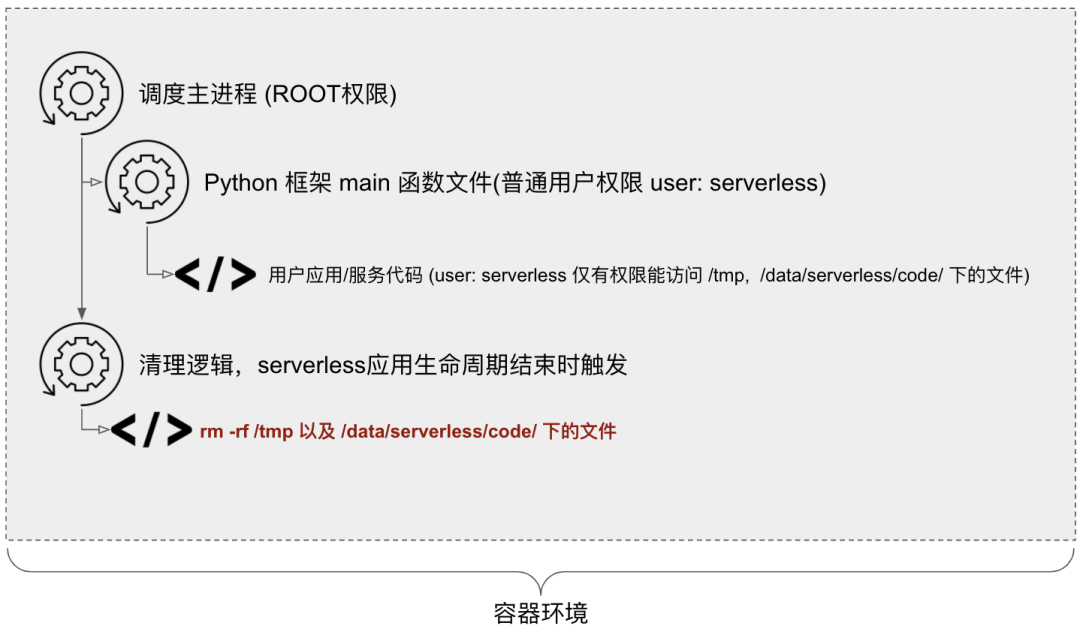 调度主进程 (ROOT权限)
Python 框架 main 函数文件(普通用户权限 user: serverless)
</> 用户应用/服务代码 (user: serverless 仅有权限能访问 /tmp, /data/serverless/code/ 下的文件)
清理逻辑，serverless应用生命周期结束时触发
</> rm -rf /tmp 以及 /data/serverless/code/ 下的文件
容器环境